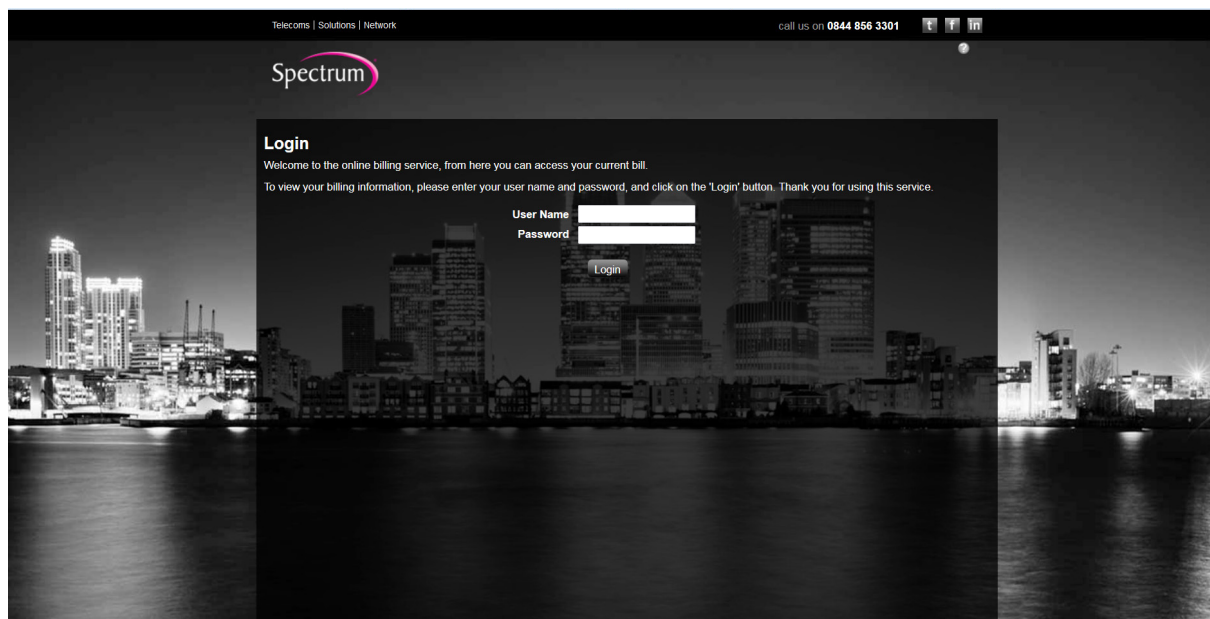 Telecoms | Solutions | Network
call us on 0844 856 3301
t f in
?
Spectrum
Login
Welcome to the online billing service, from here you can access your current bill.
To view your billing information, please enter your user name and password, and click on the 'Login' button. Thank you for using this service.
User Name
Password
Login